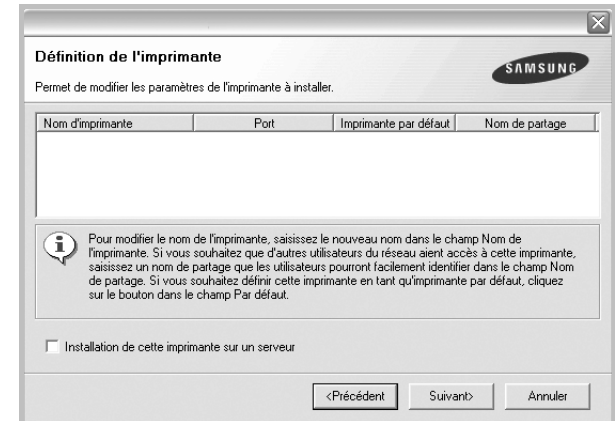 Définition de l'imprimante
SAMSUNG
Permet de modifier les paramètres de l'imprimante à installer.
Nom d'imprimante Port Imprimante par défaut Nom de partage
Pour modifier le nom de l'imprimante, saisissez le nouveau nom dans le champ Nom de
l'imprimante. Si vous souhaitez que d'autres utilisateurs du réseau aient accès à cette imprimante,
saisissez un nom de partage que les utilisateurs pourront facilement identifier dans le champ Nom
de partage. Si vous souhaitez définir cette imprimante en tant qu'imprimante par défaut, cliquez
sur le bouton dans le champ Par défaut.
Installation de cette imprimante sur un serveur
<Précédent Suivant> Annuler